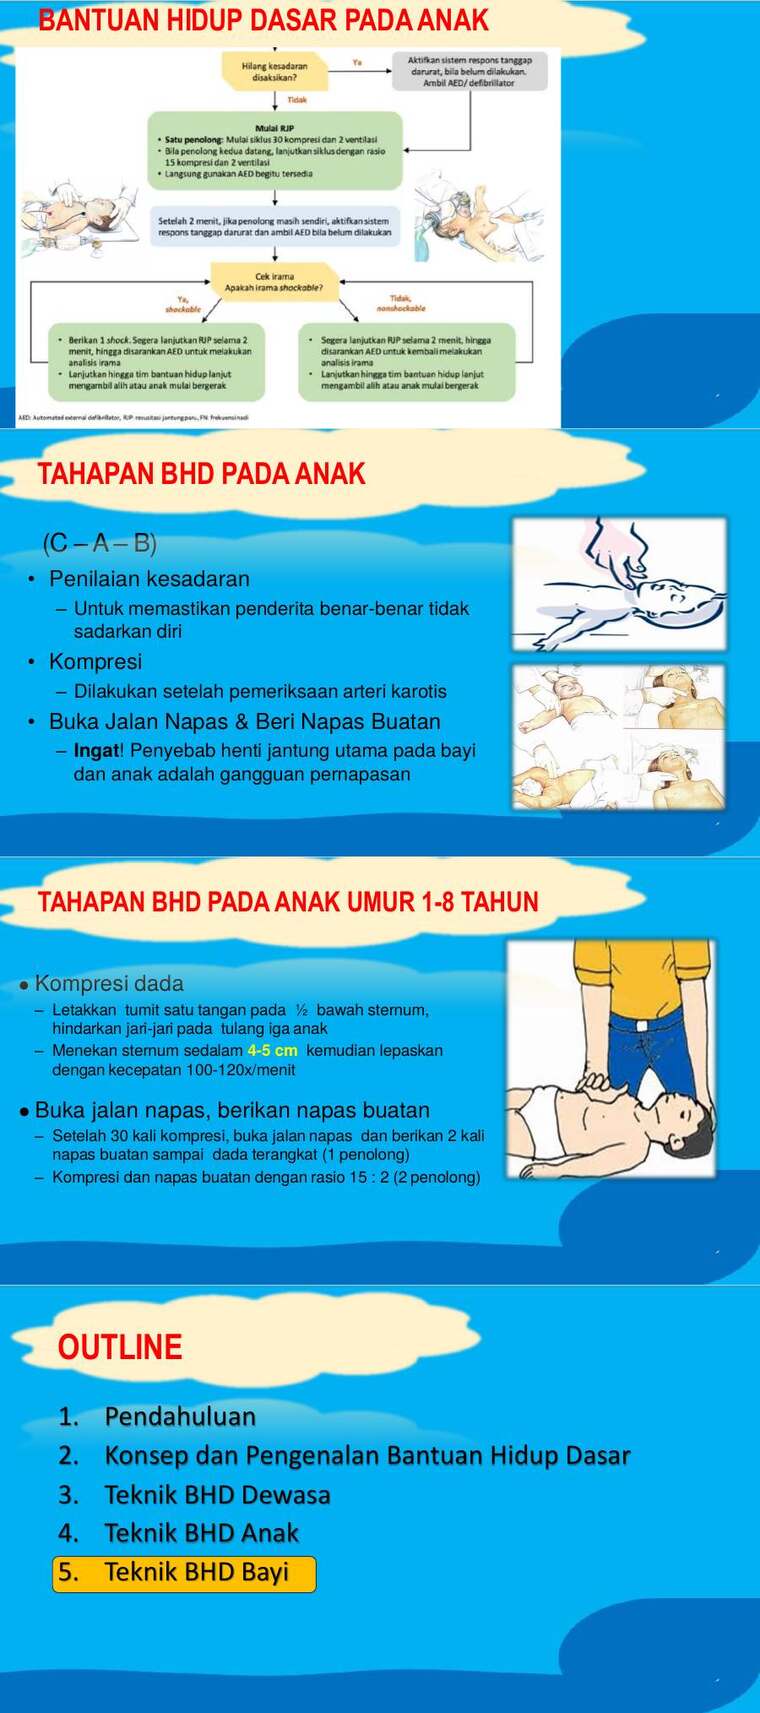 BANTUAN HIDUP DASAR PADA ANAK
Hilang kesadaran
disaksikan?
Ya
Aktifkan sistem respons tanggap
darurat, bila belum dilakukan.
Ambil AED/ defibrillator
Tidak
Mulai RJP
• Satu penolong: Mulai siklus 30 kompresi dan 2 ventilasi
• Bila penolong kedua datang, lanjutkan siklus dengan rasio
15 kompresi dan 2 ventilasi
• Langsung gunakan AED begitu tersedia
Setelah 2 menit, jika penolong masih sendiri, aktifkan sistem
respons tanggap darurat dan ambil AED bila belum dilakukan
Cek irama
Apakah irama shockable?
Ya,
shockable
Tidak,
nonshockable
• Berikan 1 shock. Segera lanjutkan RJP selama 2
menit, hingga disarankan AED untuk melakukan
analisis irama
• Lanjutkan hingga tim bantuan hidup lanjut
mengambil alih atau anak mulai bergerak
• Segera lanjutkan RJP selama 2 menit, hingga
disarankan AED untuk kembali melakukan
analisis irama
• Lanjutkan hingga tim bantuan hidup lanjut
mengambil alih atau anak mulai bergerak
AED: Automated external defibrillator, RJP: resusitasi jantung paru, FN: frekuensi nadi
TAHAPAN BHD PADA ANAK
(C – A – B)
• Penilaian kesadaran
– Untuk memastikan penderita benar-benar tidak
sadarkan diri
• Kompresi
– Dilakukan setelah pemeriksaan arteri karotis
• Buka Jalan Napas & Beri Napas Buatan
– Ingat! Penyebab henti jantung utama pada bayi
dan anak adalah gangguan pernapasan
TAHAPAN BHD PADA ANAK UMUR 1-8 TAHUN
● Kompresi dada
– Letakkan tumit satu tangan pada ½ bawah sternum,
hindarkan jari-jari pada tulang iga anak
– Menekan sternum sedalam 4-5 cm kemudian lepaskan
dengan kecepatan 100-120x/menit
● Buka jalan napas, berikan napas buatan
– Setelah 30 kali kompresi, buka jalan napas dan berikan 2 kali
napas buatan sampai dada terangkat (1 penolong)
– Kompresi dan napas buatan dengan rasio 15 : 2 (2 penolong)
OUTLINE
1. Pendahuluan
2. Konsep dan Pengenalan Bantuan Hidup Dasar
3. Teknik BHD Dewasa
4. Teknik BHD Anak
5. Teknik BHD Bayi